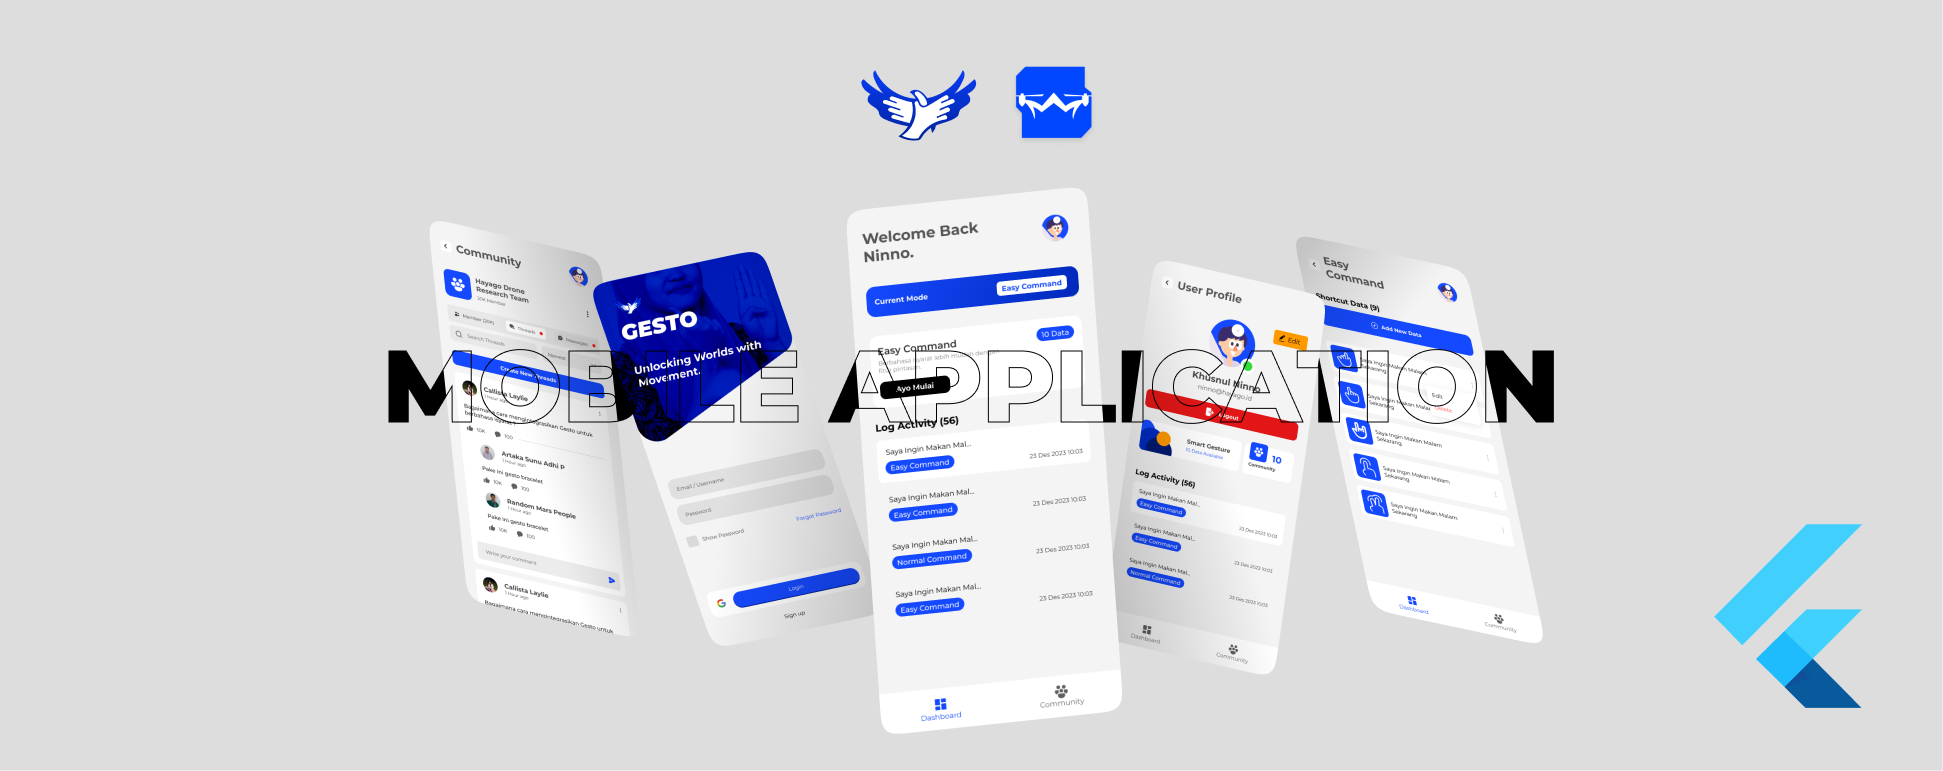 MOBILE APPLICATION
Community
Hayago Drone
Research Team
20K Member
Member (20K)
Threads
Messages
Search Threads
Newest
Create New Threads
Callista Laylie
1 Hour ago
Bagaimana cara mengintegrasikan Gesto untuk
berbahasa isyarat ?
10K
100
Artaka Sunu Adhi P
1 Hour ago
Pake ini gesto bracelet
10K
100
Random Mars People
1 Hour ago
Pake ini gesto bracelet
10K
100
Write your comment
Callista Laylie
1 Hour ago
Bagaimana cara mengintegrasikan Gesto untuk
GESTO
Unlocking Worlds with
Movement.
Email / Username
Password
Forgot Password
Show Password
Login
Sign up
Welcome Back
Ninno.
Current Mode
Easy Command
Easy Command
10 Data
Berbahasa isyarat lebih mudah dengan
fitur pintasan.
Ayo Mulai
Log Activity (56)
Saya Ingin Makan Mal...
Easy Command
23 Des 2023 10:03
Saya Ingin Makan Mal...
Easy Command
23 Des 2023 10:03
Saya Ingin Makan Mal...
Normal Command
23 Des 2023 10:03
Saya Ingin Makan Mal...
Easy Command
23 Des 2023 10:03
Dashboard
Community
User Profile
Edit
Khusnul Ninno
ninno@hayago.id
Logout
Smart Gesture
10 Data Available
10
Community
Log Activity (56)
Saya Ingin Makan Mal...
Easy Command
23 Des 2023 10:03
Saya Ingin Makan Mal...
Easy Command
23 Des 2023 10:03
Saya Ingin Makan Mal...
Normal Command
23 Des 2023 10:03
Dashboard
Community
Easy
Command
Shortcut Data (9)
Add New Data
Saya Ingin Makan Malam
Sekarang
Edit
Delete
Saya Ingin Makan Malam
Sekarang
Saya Ingin Makan Malam
Sekarang
Saya Ingin Makan Malam
Sekarang
Saya Ingin Makan Malam
Sekarang
Dashboard
Community